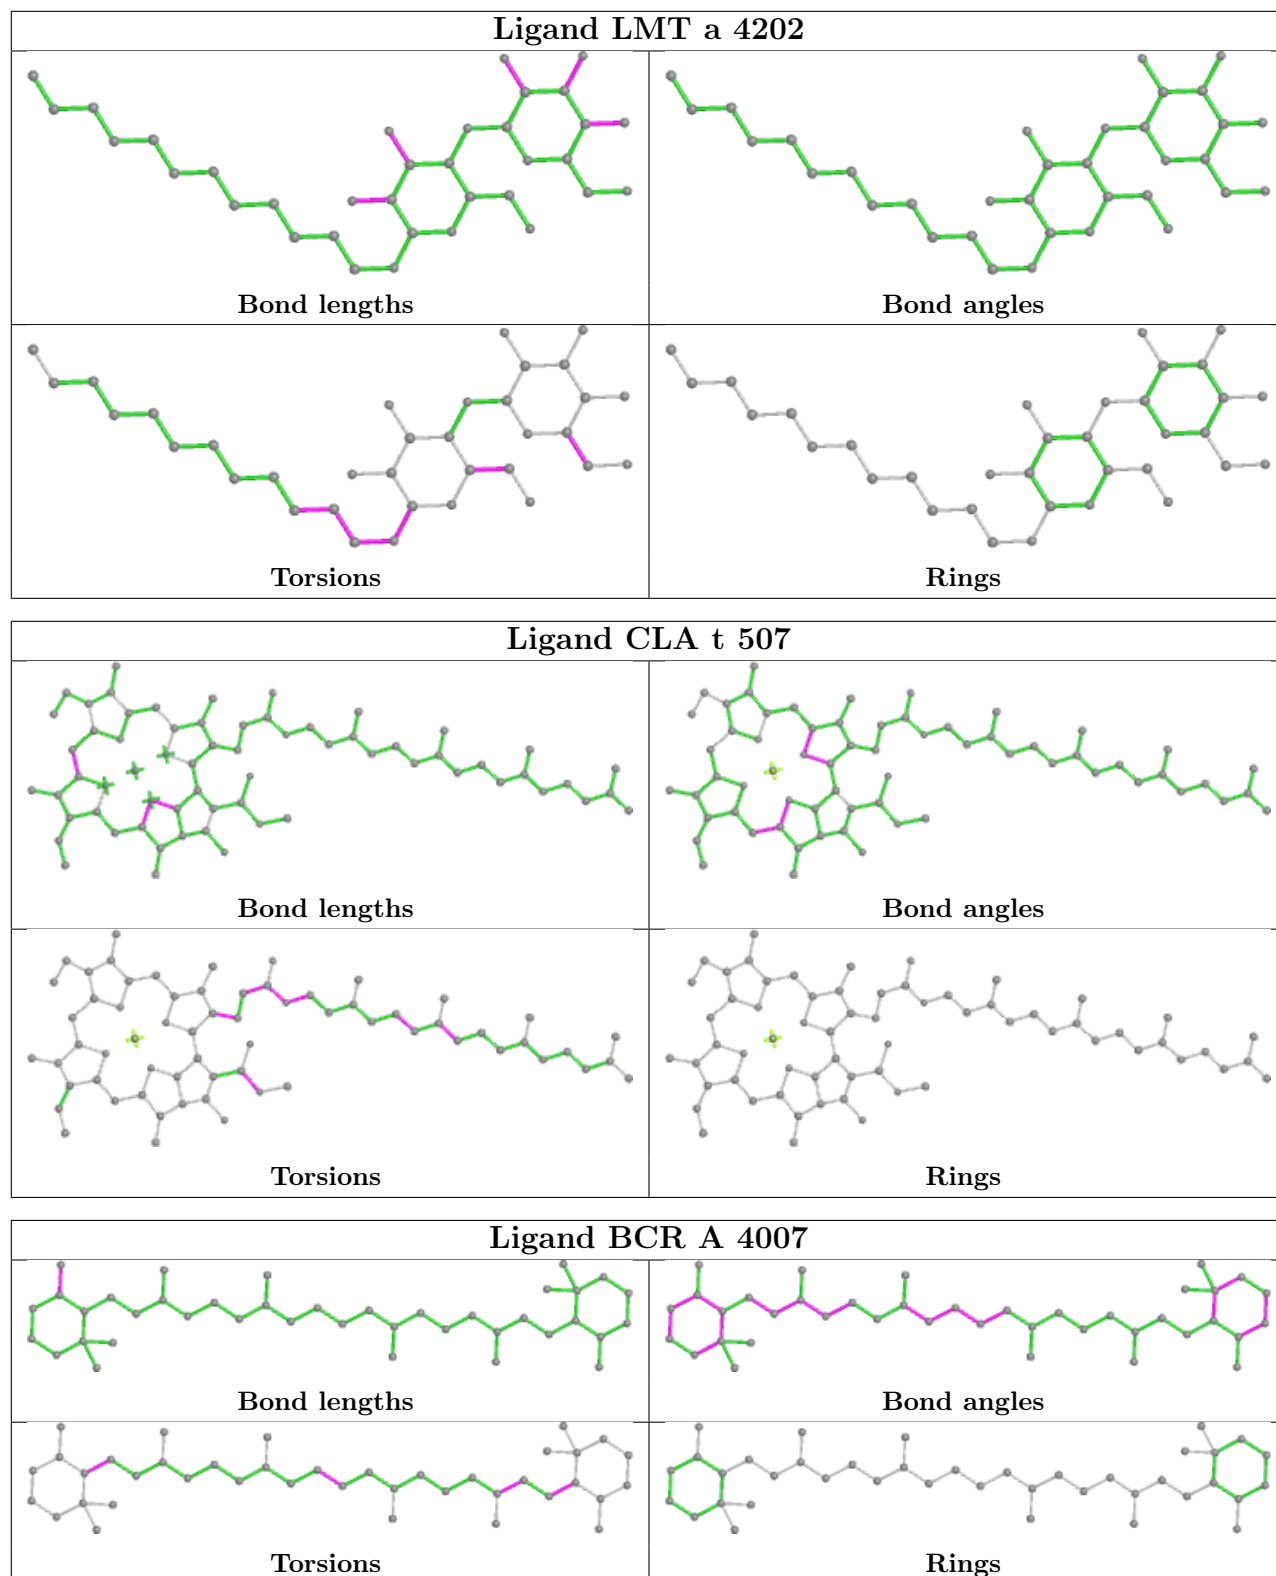 Ligand LMT a 4202
Bond lengths
Bond angles
Torsions
Rings
Ligand CLA t 507
Bond lengths
Bond angles
Torsions
Rings
Ligand BCR A 4007
Bond lengths
Bond angles
Torsions
Rings